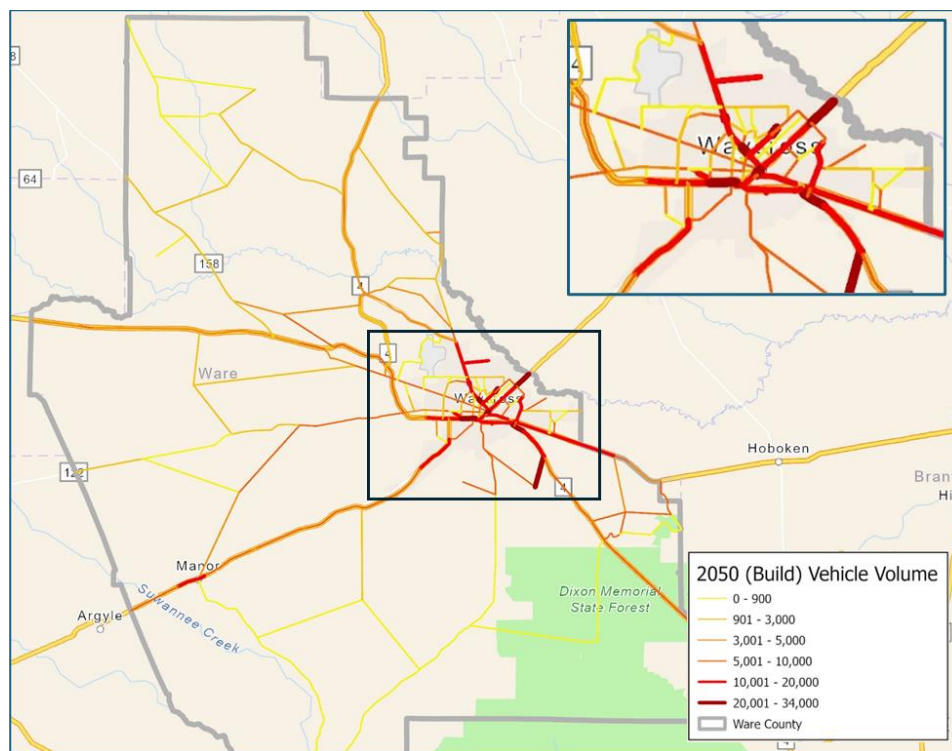 8
4
Waycross
64
158
4
4
Ware
Waycross
122
Hoboken
Bran
Hi
4
Manor
Argyle
Suwannee Creek
Dixon Memorial
State Forest
2050 (Build) Vehicle Volume
0 - 900
901 - 3,000
3,001 - 5,000
5,001 - 10,000
10,001 - 20,000
20,001 - 34,000
Ware County
4